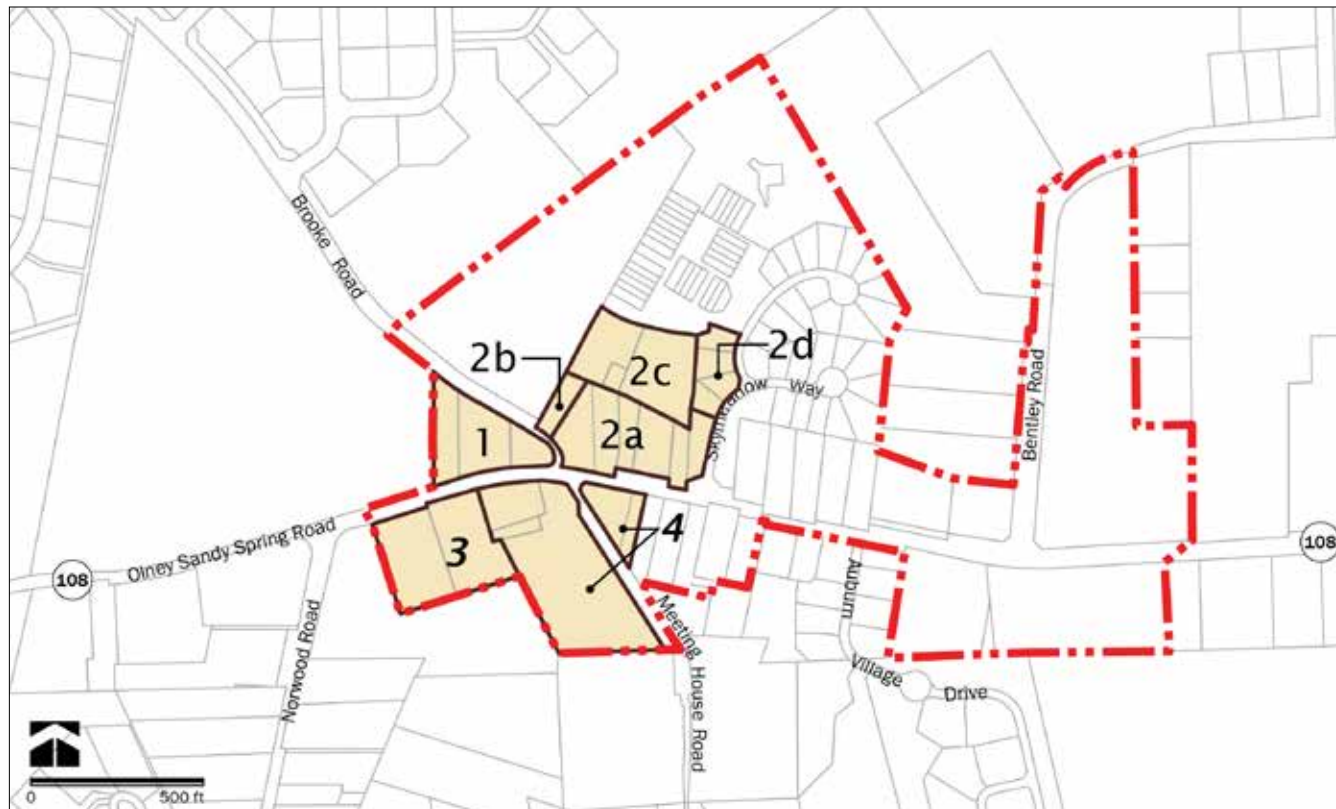 Brooke Road
2b
2c
2d
Skymeadow Way
1
2a
Bentley Road
Olney Sandy Spring Road
108
3
4
108
Auburn
Village Drive
Norwood Road
Meeting House Road
0 500 ft